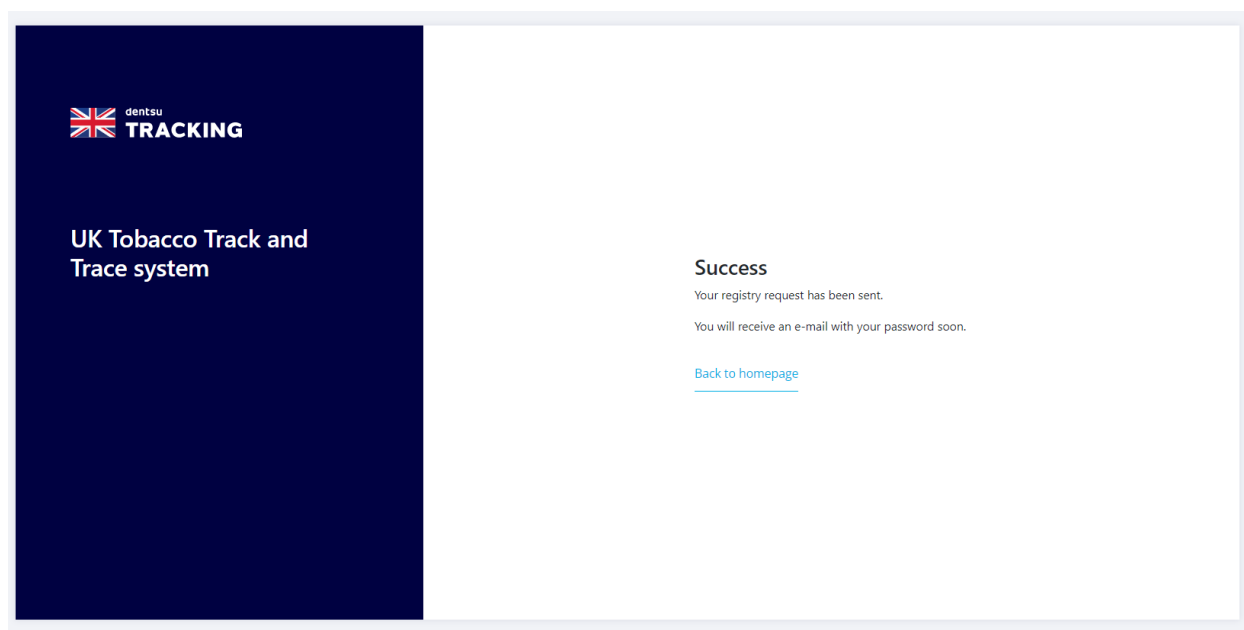 dentsu
TRACKING
UK Tobacco Track and
Trace system
Success
Your registry request has been sent.
You will receive an e-mail with your password soon.
Back to homepage